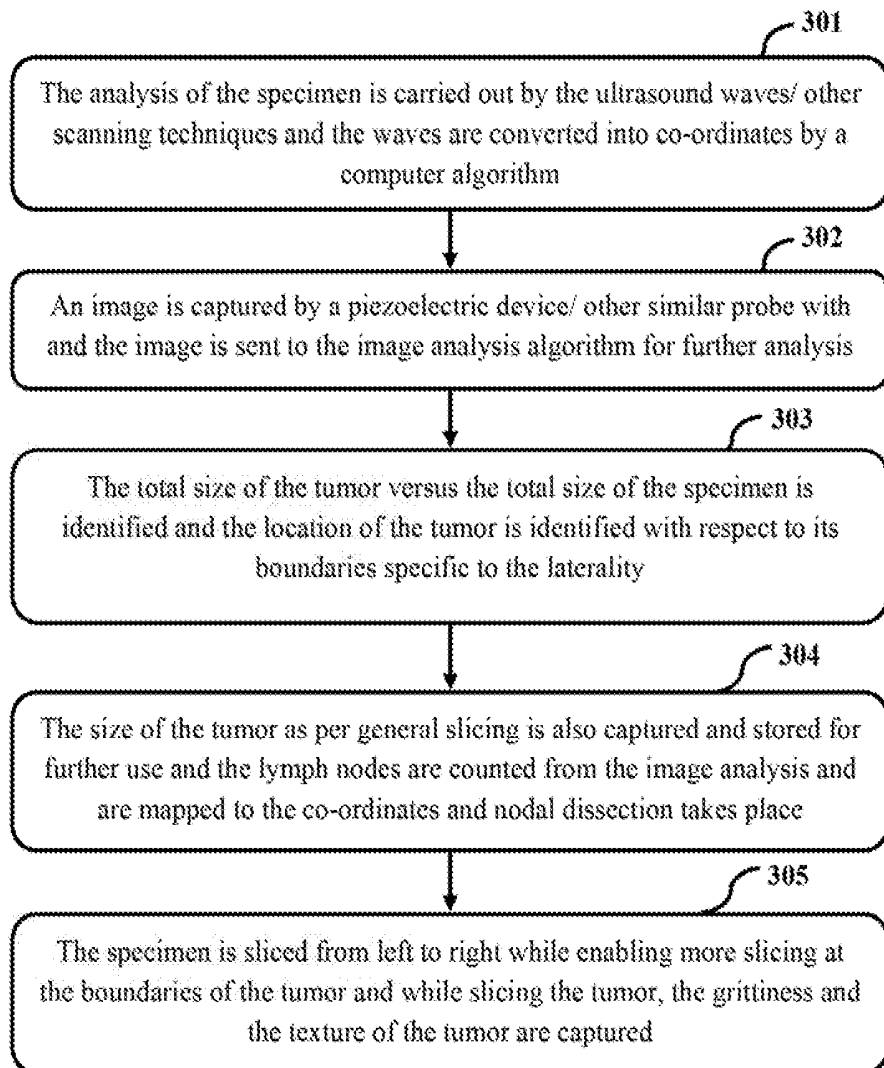 301
The analysis of the specimen is carried out by the ultrasound waves/ other
scanning techniques and the waves are converted into co-ordinates by a
computer algorithm
302
An image is captured by a piezoelectric device/ other similar probe with
and the image is sent to the image analysis algorithm for further analysis
303
The total size of the tumor versus the total size of the specimen is
identified and the location of the tumor is identified with respect to its
boundaries specific to the laterality
304
The size of the tumor as per general slicing is also captured and stored for
further use and the lymph nodes are counted from the image analysis and
are mapped to the co-ordinates and nodal dissection takes place
305
The specimen is sliced from left to right while enabling more slicing at
the boundaries of the tumor and while slicing the tumor, the grittiness and
the texture of the tumor are captured